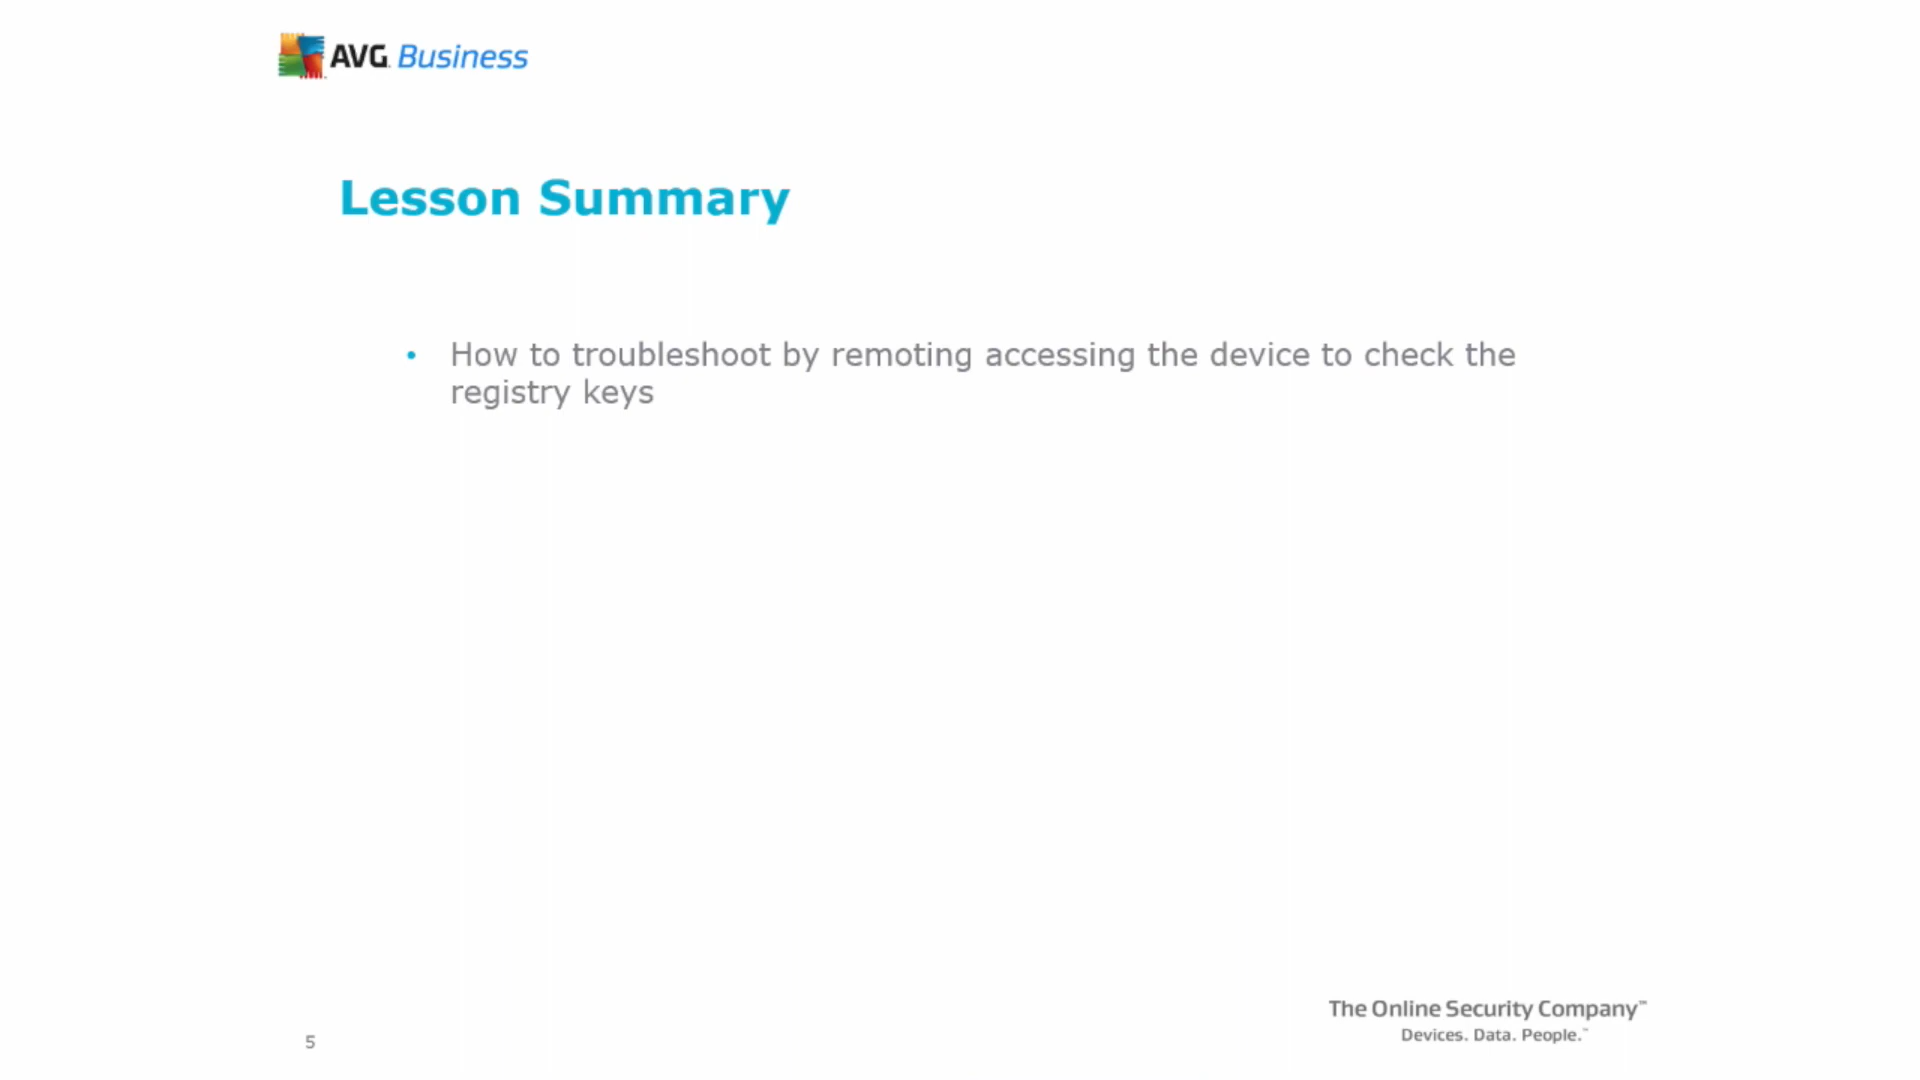 AVG Business
Lesson Summary
• How to troubleshoot by remoting accessing the device to check the
registry keys
The Online Security Company™
Devices. Data. People.™
5